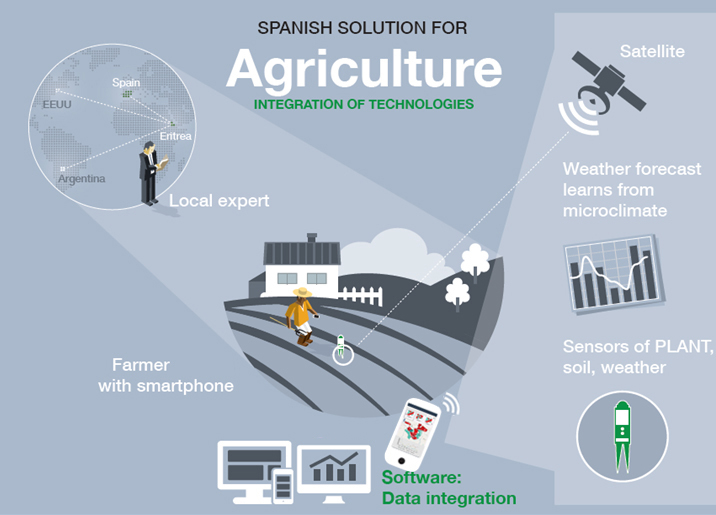 SPANISH SOLUTION FOR
Agriculture
INTEGRATION OF TECHNOLOGIES
Spain
EEUU
Eritrea
Argentina
Local expert
Satellite
Weather forecast
learns from
microclimate
Sensors of PLANT,
soil, weather
Farmer
with smartphone
Software:
Data integration